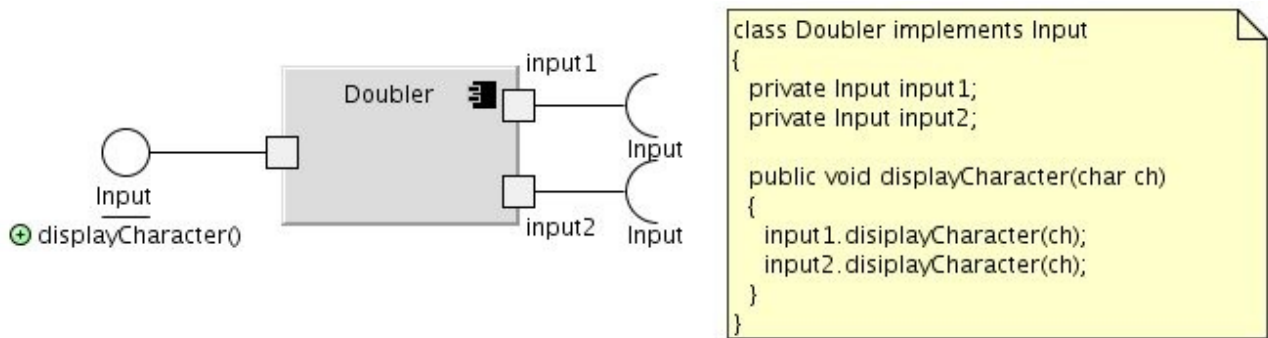 input1
Doubler
Input
Input
displayCharacter()
input2
Input
class Doubler implements Input
{
private Input input1;
private Input input2;
public void displayCharacter(char ch)
{
input1.disiplayCharacter(ch);
input2.disiplayCharacter(ch);
}
}